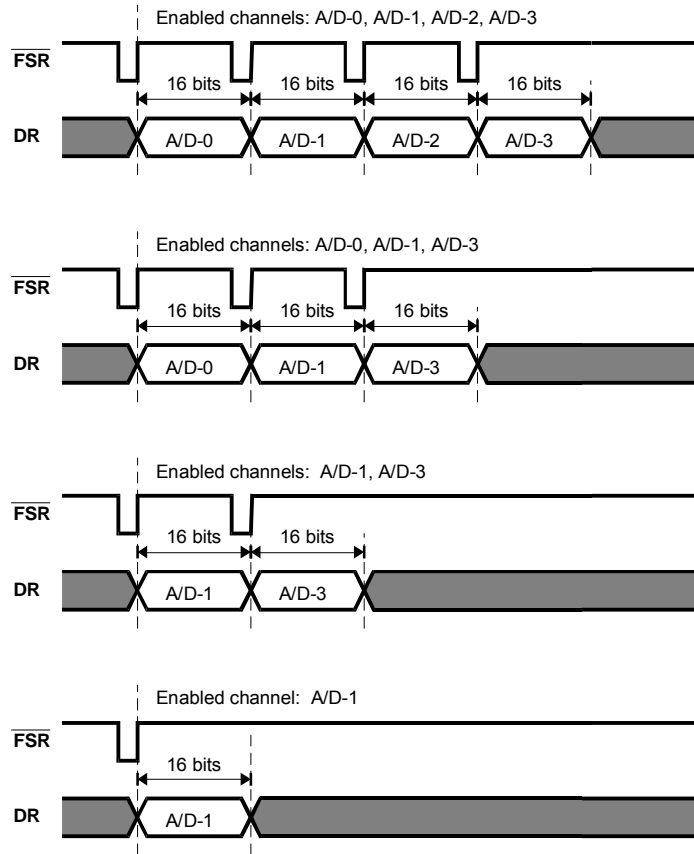 Enabled channels: A/D-0, A/D-1, A/D-2, A/D-3
FSR
16 bits 16 bits 16 bits 16 bits
DR A/D-0 A/D-1 A/D-2 A/D-3
Enabled channels: A/D-0, A/D-1, A/D-3
FSR
16 bits 16 bits 16 bits
DR A/D-0 A/D-1 A/D-3
Enabled channels: A/D-1, A/D-3
FSR
16 bits 16 bits
DR A/D-1 A/D-3
Enabled channel: A/D-1
FSR
16 bits
DR A/D-1